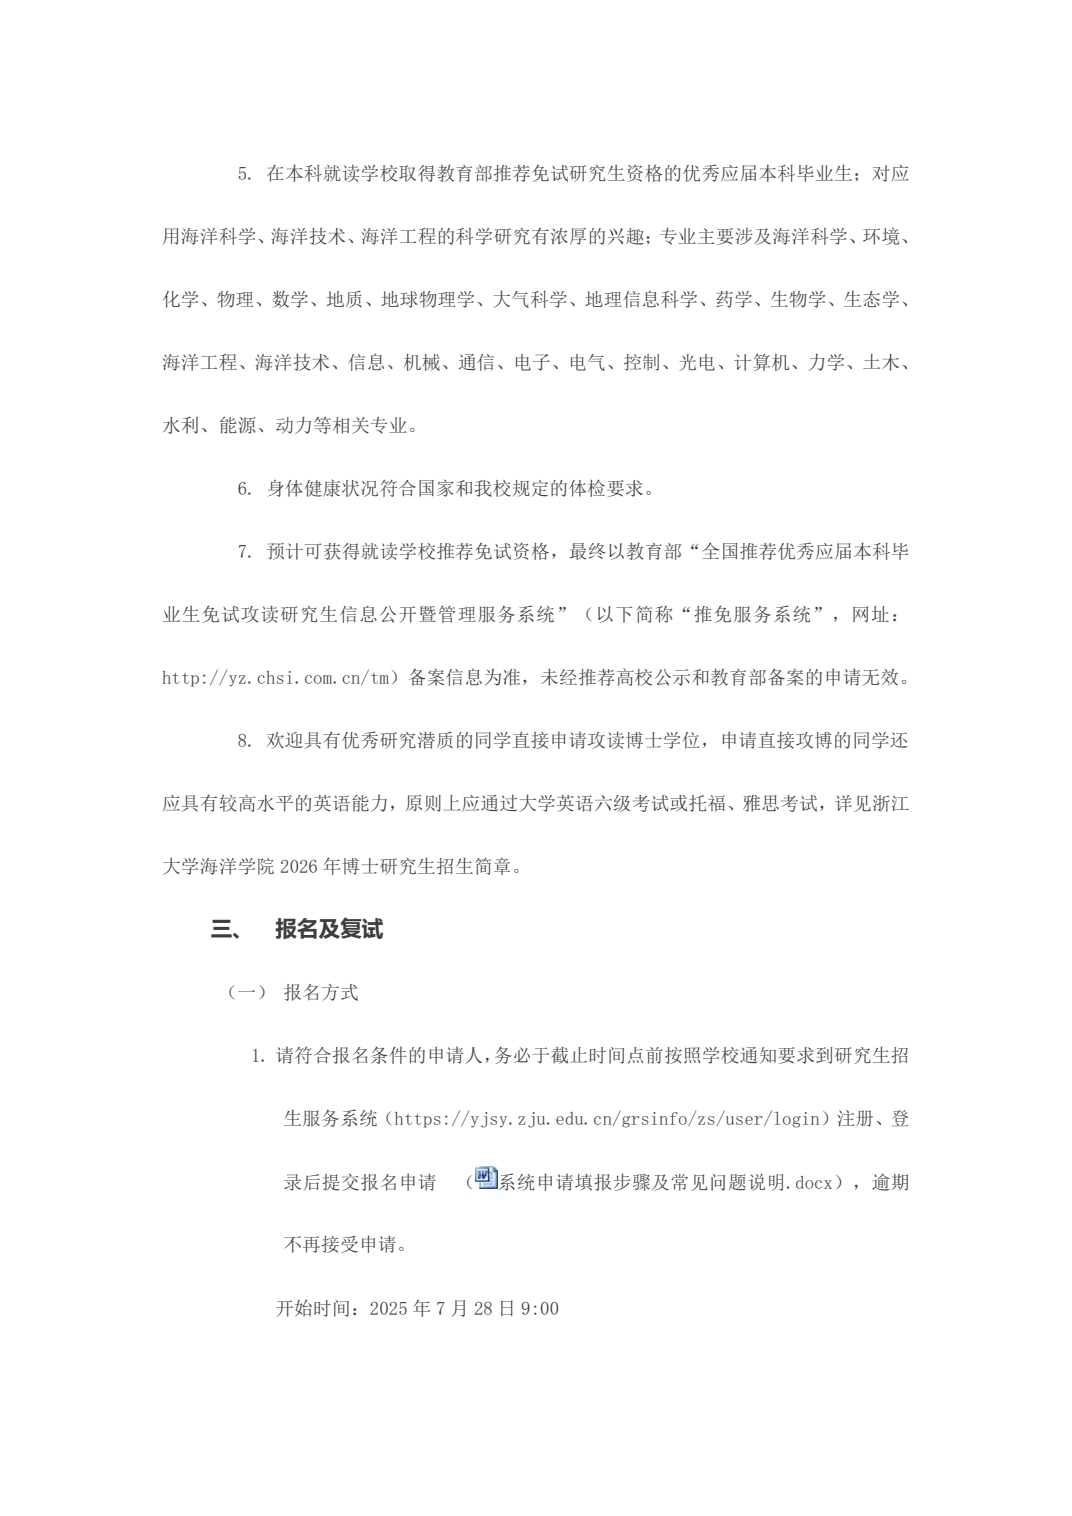 5. 在本科就读学校取得教育部推荐免试研究生资格的优秀应届本科毕业生；对应
用海洋科学、海洋技术、海洋工程的科学研究有浓厚的兴趣；专业主要涉及海洋科学、环境、
化学、物理、数学、地质、地球物理学、大气科学、地理信息科学、药学、生物学、生态学、
海洋工程、海洋技术、信息、机械、通信、电子、电气、控制、光电、计算机、力学、土木、
水利、能源、动力等相关专业。
6. 身体健康状况符合国家和我校规定的体检要求。
7. 预计可获得就读学校推荐免试资格，最终以教育部“全国推荐优秀应届本科毕
业生免试攻读研究生信息公开暨管理服务系统”（以下简称“推免服务系统”，网址：
http://yz.chsi.com.cn/tm）备案信息为准，未经推荐高校公示和教育部备案的申请无效。
8. 欢迎具有优秀研究潜质的同学直接申请攻读博士学位，申请直接攻博的同学还
应具有较高水平的英语能力，原则上应通过大学英语六级考试或托福、雅思考试，详见浙江
大学海洋学院 2026 年博士研究生招生简章。
三、 报名及复试
（一） 报名方式
1. 请符合报名条件的申请人，务必于截止时间点前按照学校通知要求到研究生招
生服务系统（https://yjsy.zju.edu.cn/grsinfo/zs/user/login）注册、登
录后提交报名申请 （系统申请填报步骤及常见问题说明.docx），逾期
不再接受申请。
开始时间：2025 年 7 月 28 日 9:00